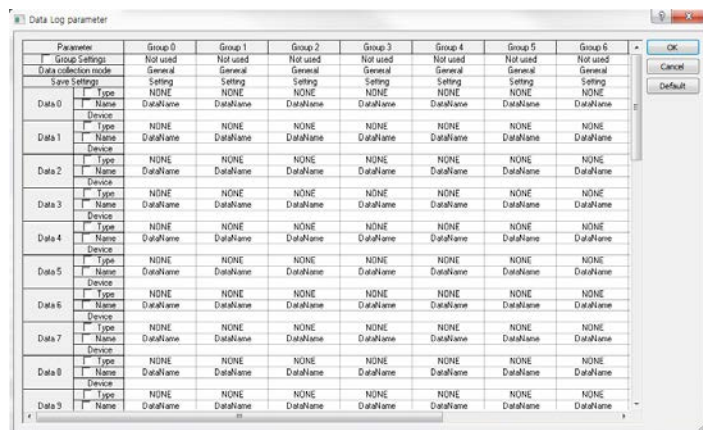 Data Log parameter
Parameter Group 0 Group 1 Group 2 Group 3 Group 4 Group 5 Group 6
Group Settings Not used Not used Not used Not used Not used Not used Not used
Data collection mode General General General General General General General
Save Settings Setting Setting Setting Setting Setting Setting Setting
Data 0
Type NONE NONE NONE NONE NONE NONE NONE
Name DataName DataName DataName DataName DataName DataName DataName
Device
Data 1
Type NONE NONE NONE NONE NONE NONE NONE
Name DataName DataName DataName DataName DataName DataName DataName
Device
Data 2
Type NONE NONE NONE NONE NONE NONE NONE
Name DataName DataName DataName DataName DataName DataName DataName
Device
Data 3
Type NONE NONE NONE NONE NONE NONE NONE
Name DataName DataName DataName DataName DataName DataName DataName
Device
Data 4
Type NONE NONE NONE NONE NONE NONE NONE
Name DataName DataName DataName DataName DataName DataName DataName
Device
Data 5
Type NONE NONE NONE NONE NONE NONE NONE
Name DataName DataName DataName DataName DataName DataName DataName
Device
Data 6
Type NONE NONE NONE NONE NONE NONE NONE
Name DataName DataName DataName DataName DataName DataName DataName
Device
Data 7
Type NONE NONE NONE NONE NONE NONE NONE
Name DataName DataName DataName DataName DataName DataName DataName
Device
Data 8
Type NONE NONE NONE NONE NONE NONE NONE
Name DataName DataName DataName DataName DataName DataName DataName
Device
Data 9
Type NONE NONE NONE NONE NONE NONE NONE
Name DataName DataName DataName DataName DataName DataName DataName
OK
Cancel
Default